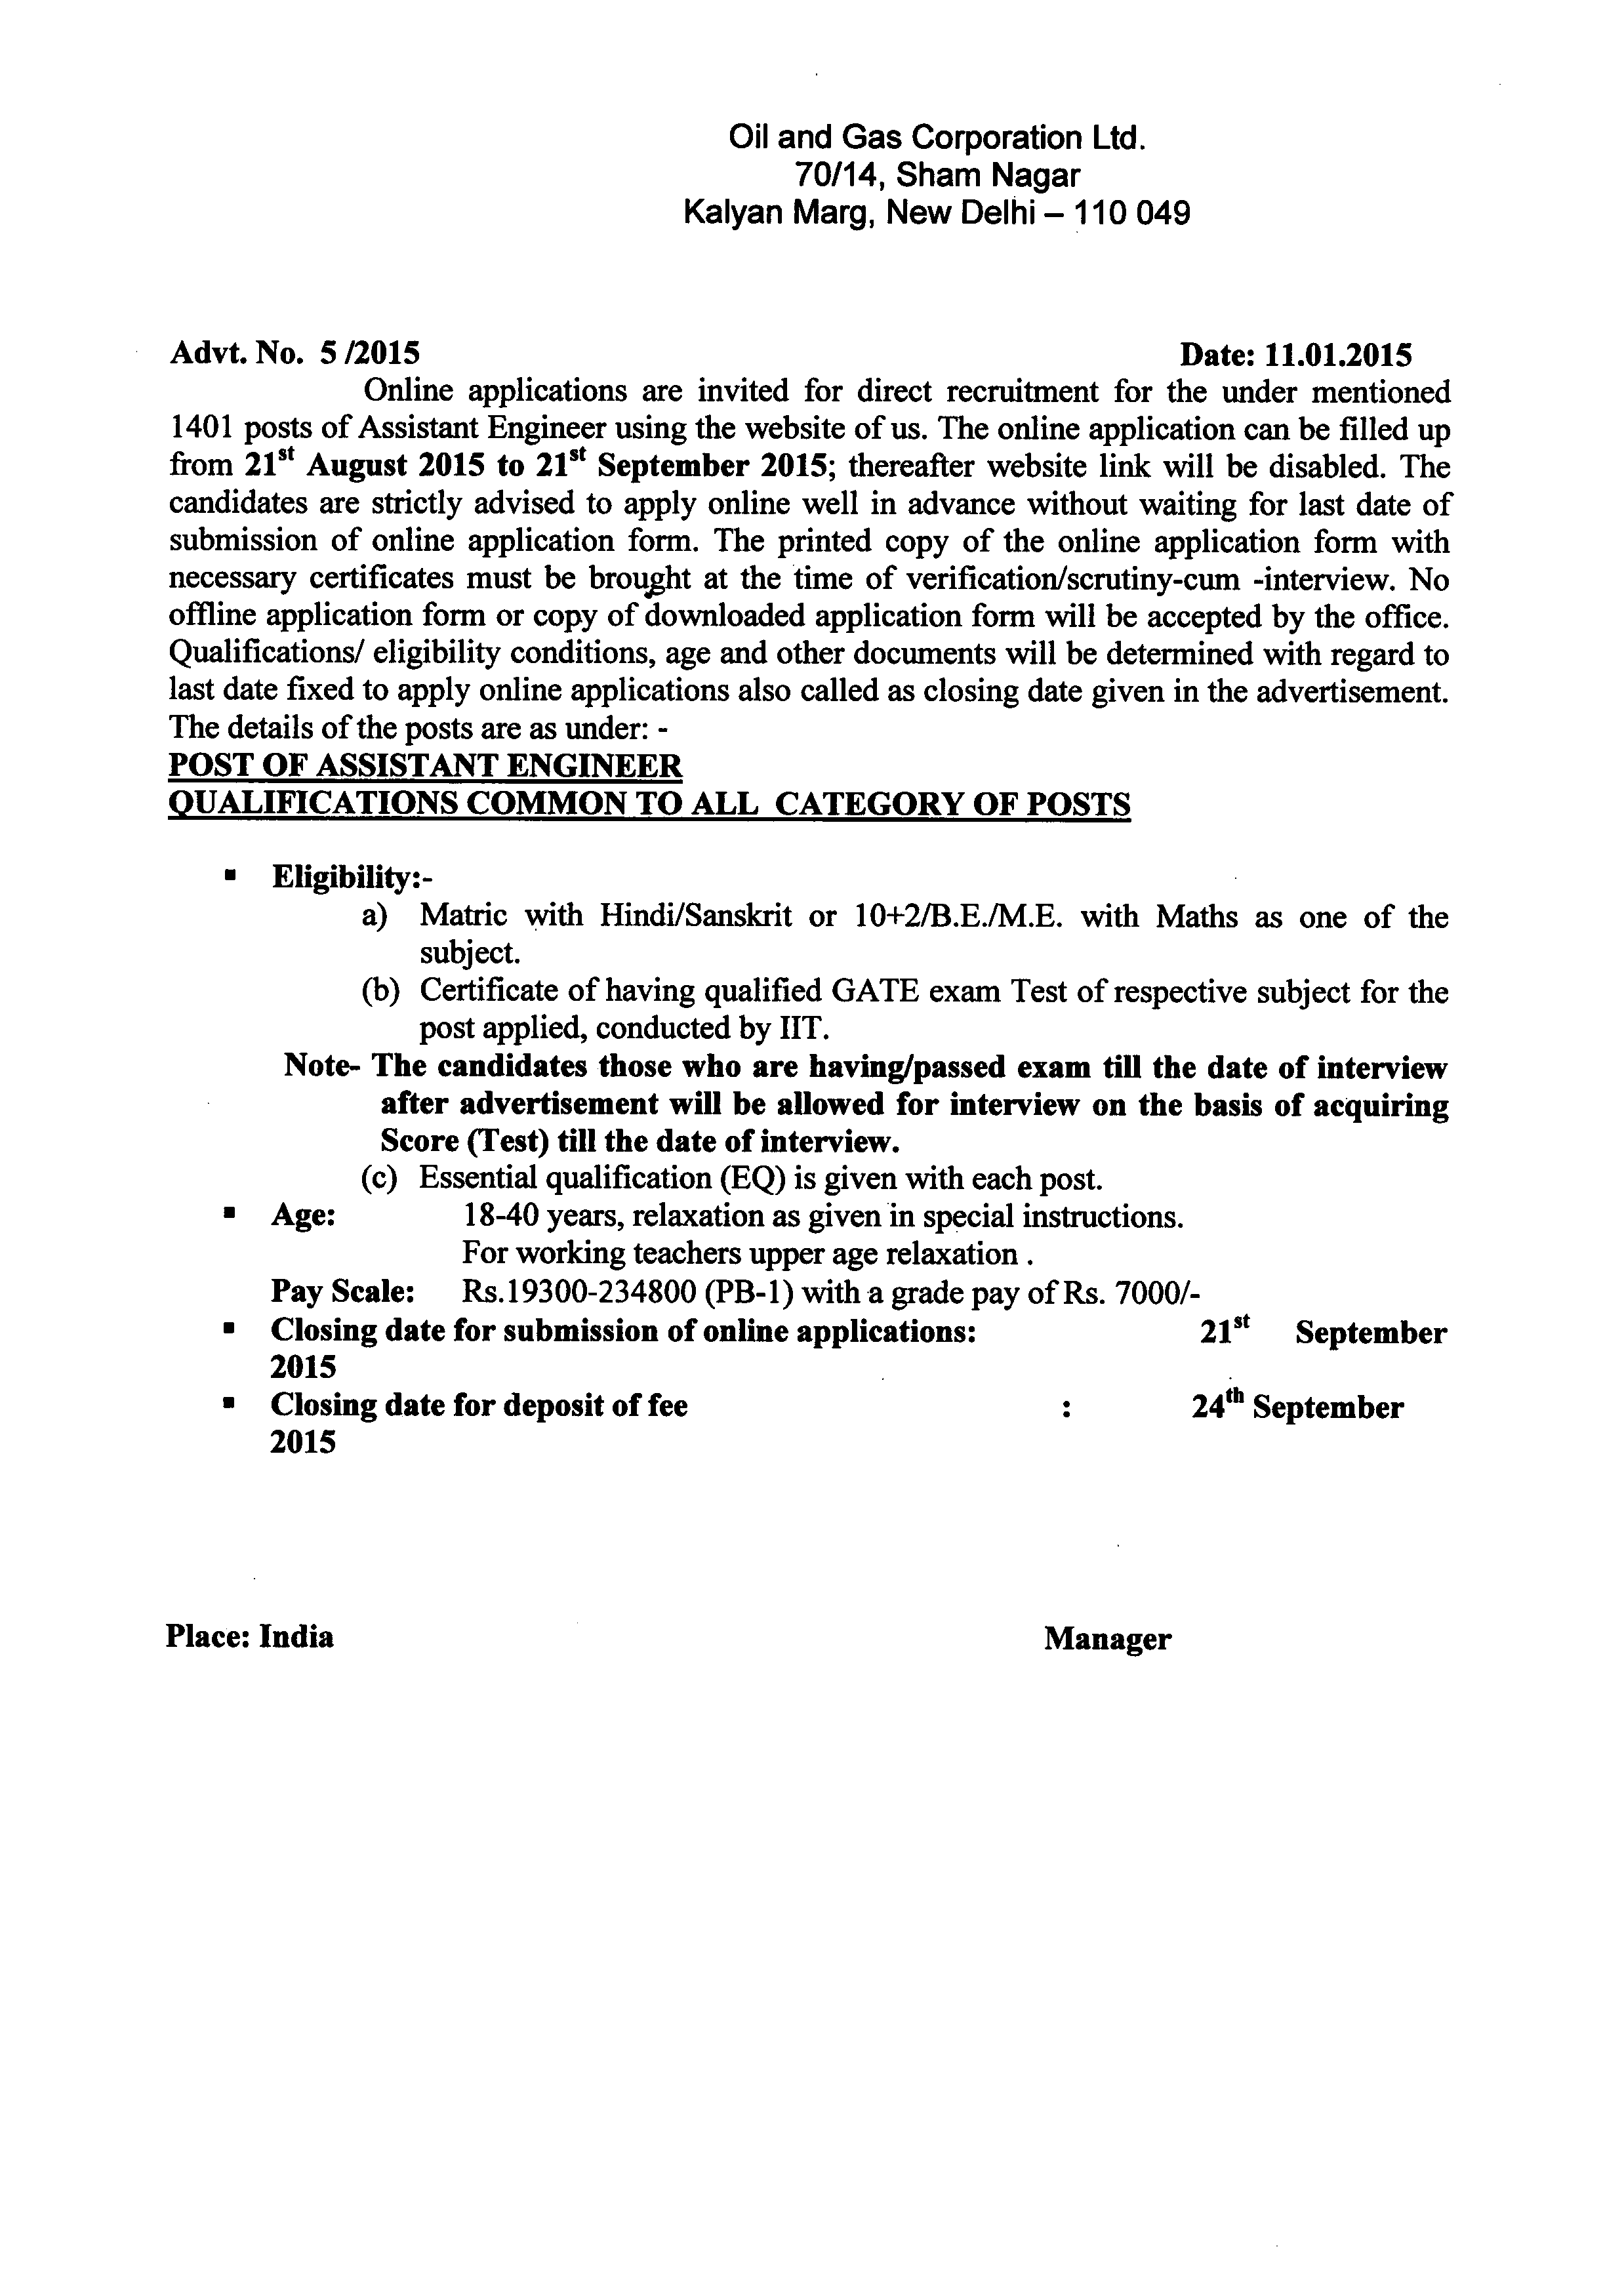 Oil and Gas Corporation Ltd.
70/14, Sham Nagar
Kalyan Marg, New Delhi – 110 049
Advt. No. 5 /2015 Date: 11.01.2015
Online applications are invited for direct recruitment for the under mentioned
1401 posts of Assistant Engineer using the website of us. The online application can be filled up
from 21st August 2015 to 21st September 2015; thereafter website link will be disabled. The
candidates are strictly advised to apply online well in advance without waiting for last date of
submission of online application form. The printed copy of the online application form with
necessary certificates must be brought at the time of verification/scrutiny-cum -interview. No
offline application form or copy of downloaded application form will be accepted by the office.
Qualifications/ eligibility conditions, age and other documents will be determined with regard to
last date fixed to apply online applications also called as closing date given in the advertisement.
The details of the posts are as under: -
POST OF ASSISTANT ENGINEER
QUALIFICATIONS COMMON TO ALL CATEGORY OF POSTS
▪ Eligibility:-
a) Matric with Hindi/Sanskrit or 10+2/B.E./M.E. with Maths as one of the
subject.
(b) Certificate of having qualified GATE exam Test of respective subject for the
post applied, conducted by IIT.
Note- The candidates those who are having/passed exam till the date of interview
after advertisement will be allowed for interview on the basis of acquiring
Score (Test) till the date of interview.
(c) Essential qualification (EQ) is given with each post.
▪ Age: 18-40 years, relaxation as given in special instructions.
For working teachers upper age relaxation .
Pay Scale: Rs.19300-234800 (PB-1) with a grade pay of Rs. 7000/-
▪ Closing date for submission of online applications: 21st September
2015
▪ Closing date for deposit of fee : 24th September
2015
Place: India Manager